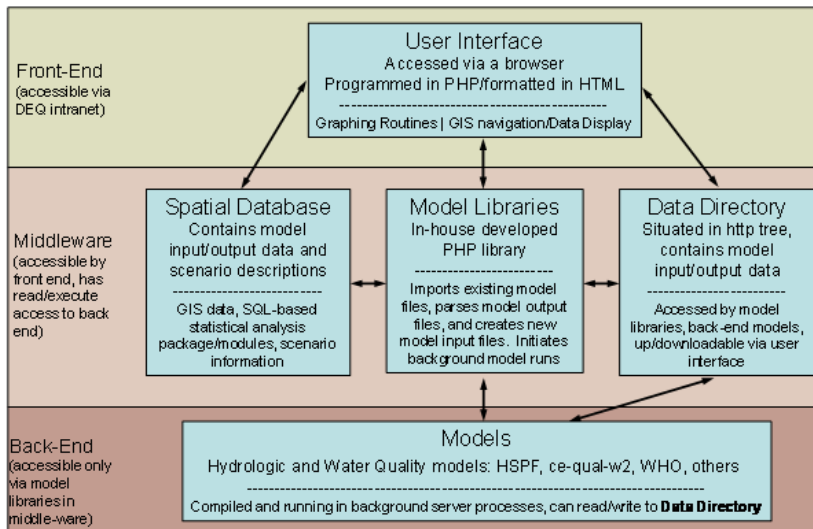 User Interface
Accessed via a browser
Programmed in PHP/formatted in HTML
Graphing Routines | GIS navigation/Data Display
Front-End
(accessible via
DEQ intranet)
Spatial Database
Contains model
input/output data and
scenario descriptions
GIS data, SQL-based
statistical analysis
package/modules, scenario
information
Model Libraries
In-house developed
PHP library
Imports existing model
files, parses model output
files, and creates new
model input files. Initiates
background model runs
Data Directory
Situated in http tree,
contains model
input/output data
Accessed by model
libraries, back-end models,
up/downloadable via user
interface
Middleware
(accessible by
front end, has
read/execute
access to back
end)
Models
Hydrologic and Water Quality models: HSPF, ce-qual-w2, WHO, others
Compiled and running in background server processes, can read/write to Data Directory
Back-End
(accessible only
via model
libraries in
middle-ware)